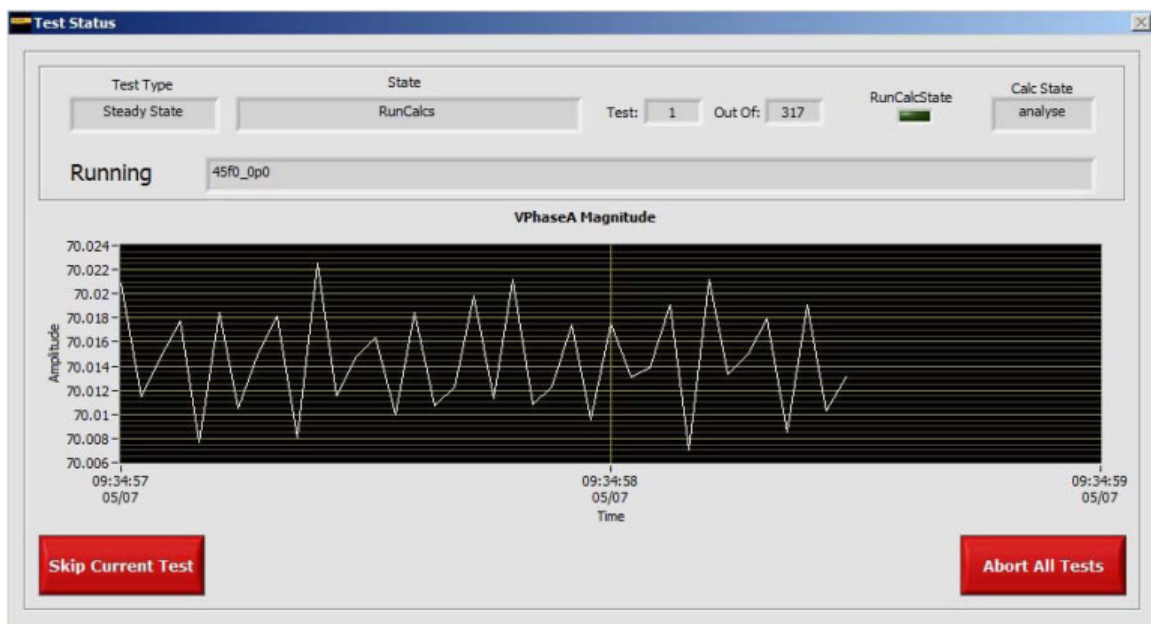 Test Status
Test Type
State
RunCalcState
Calc State
Steady State
RunCalcs
Test: 1 Out Of: 317
analyse
Running 45f0_0p0
VPhaseA Magnitude
70.024
70.022
70.02
70.018
70.016
70.014
70.012
70.01
70.008
70.006
Amplitude
09:34:57
05/07
09:34:58
05/07
09:34:59
05/07
Time
Skip Current Test
Abort All Tests